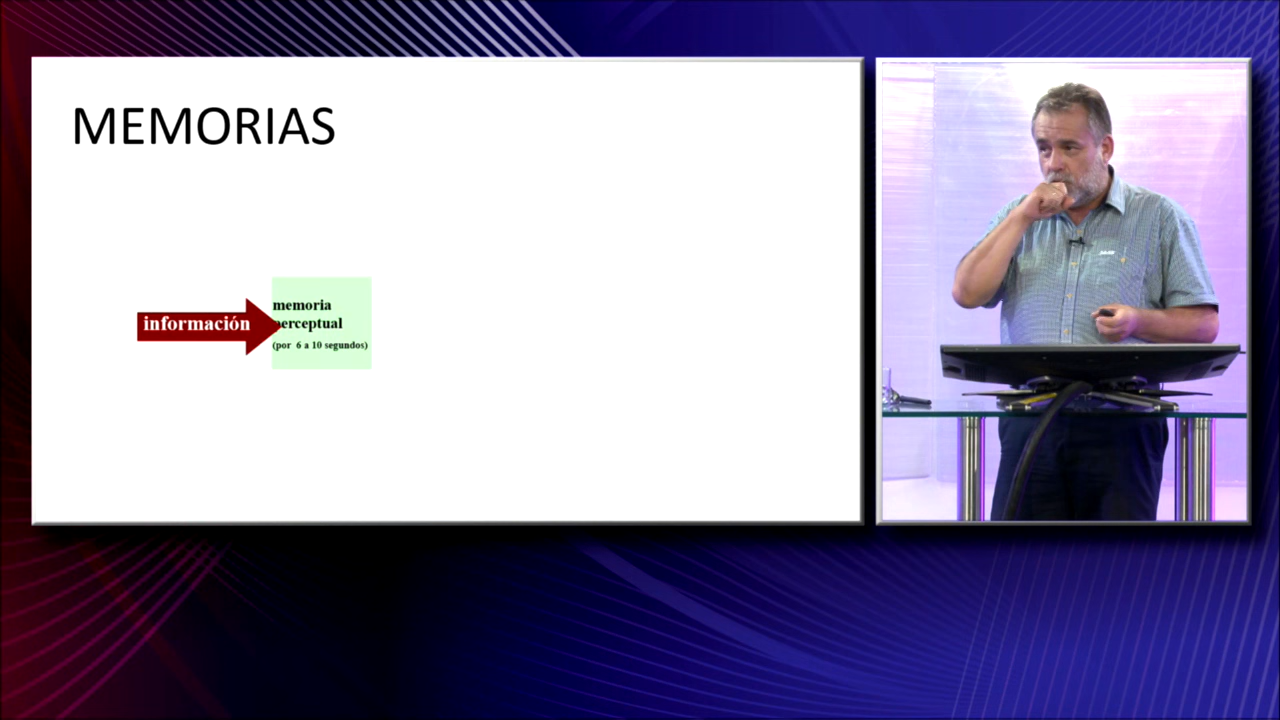 MEMORIAS
información
memoria
perceptual
(por 6 a 10 segundos)